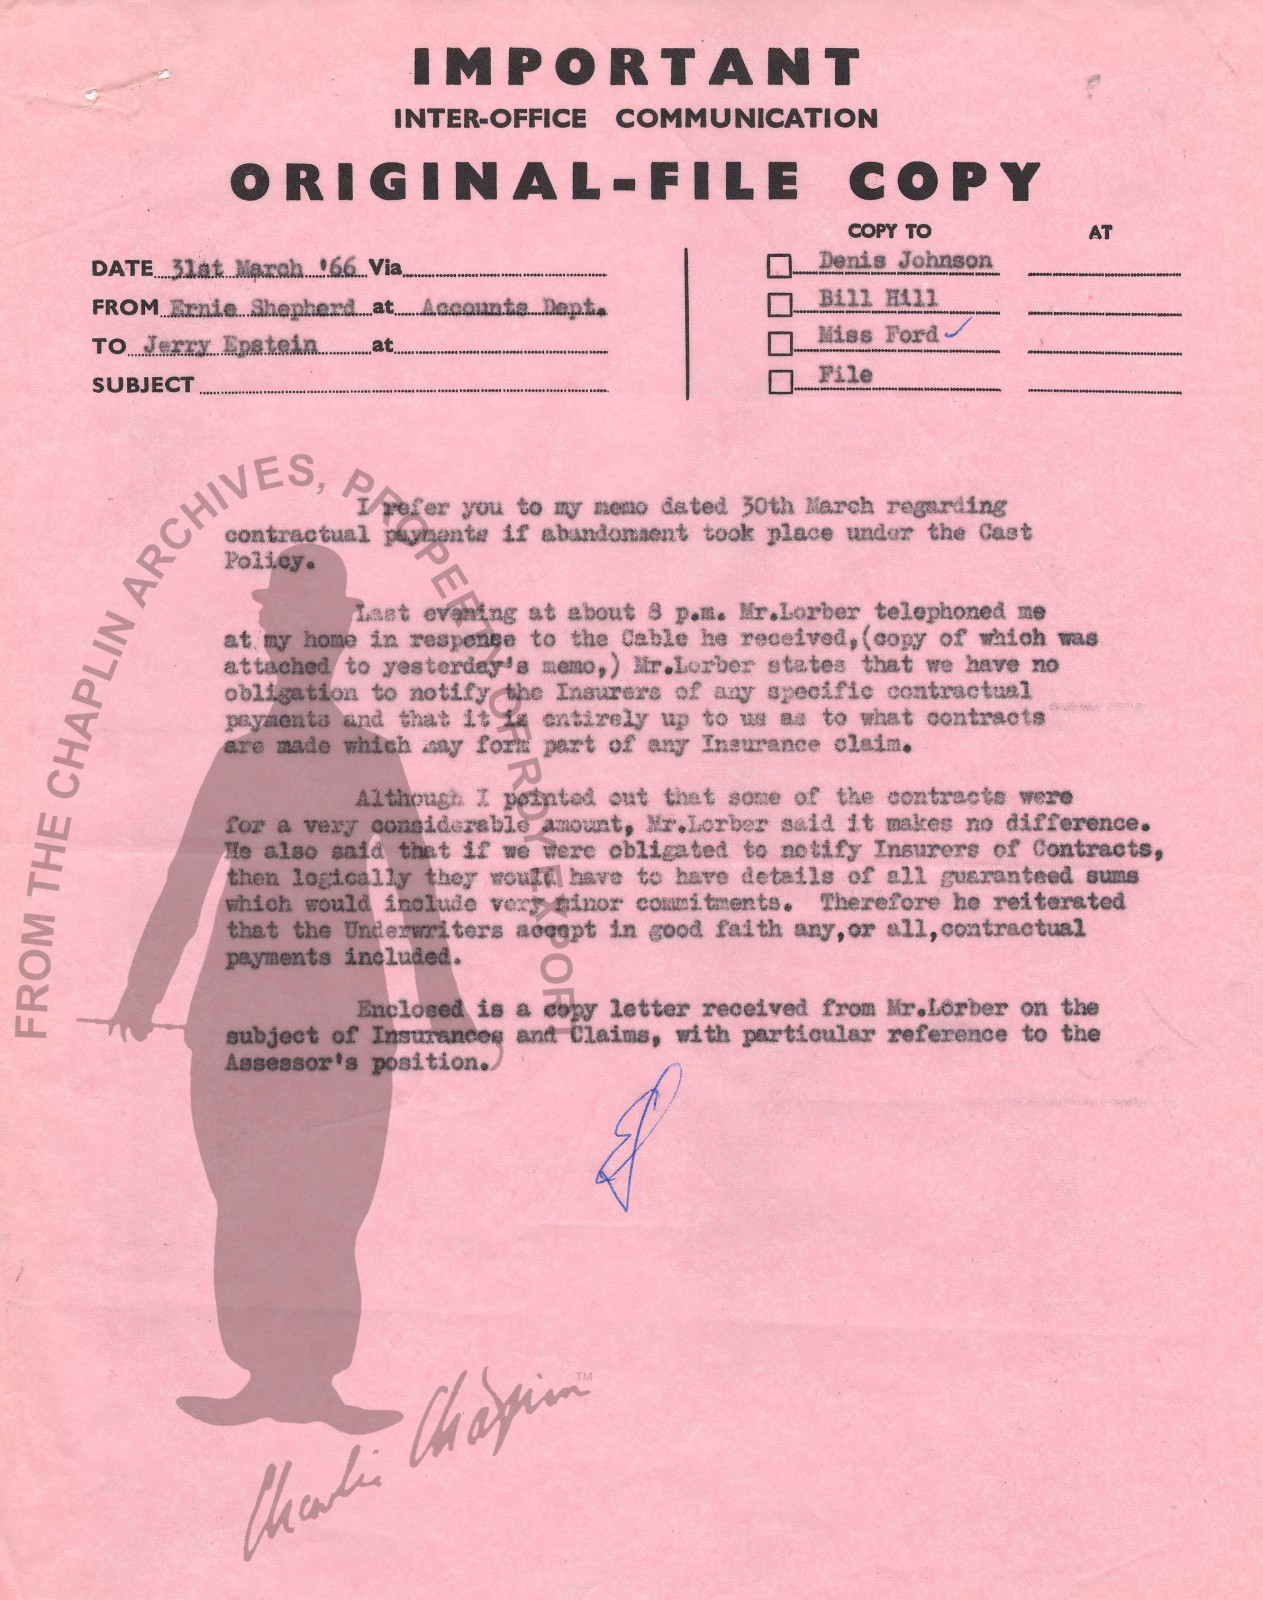 IMPORTANT
INTER-OFFICE COMMUNICATION
ORIGINAL-FILE COPY
COPY TO AT
DATE 31st March '66 Via
Denis Johnson
FROM Ernie Shepherd at Accounts Dept.
Bill Hill
TO Jerry Epstein at
Miss Ford
SUBJECT
File
I refer you to my memo dated 30th March regarding
contractual payments if abandonment took place under the Cast
Policy.
Last evening at about 8 p.m. Mr.Lorber telephoned me
at my home in response to the Cable he received,(copy of which was
attached to yesterday's memo,) Mr.Lorber states that we have no
obligation to notify the Insurers of any specific contractual
payments and that it is entirely up to us as to what contracts
are made which may form part of any Insurance claim.
Although I pointed out that some of the contracts were
for a very considerable amount, Mr.Lorber said it makes no difference.
He also said that if we were obligated to notify Insurers of Contracts,
then logically they would have to have details of all guaranteed sums
which would include very minor commitments. Therefore he reiterated
that the Underwriters accept in good faith any,or all,contractual
payments included.
Enclosed is a copy letter received from Mr.Lorber on the
subject of Insurances and Claims, with particular reference to the
Assessor's position.
FROM THE CHAPLIN ARCHIVES, PROPERTY OF ROY EXPORT
Charlie Chaplin TM